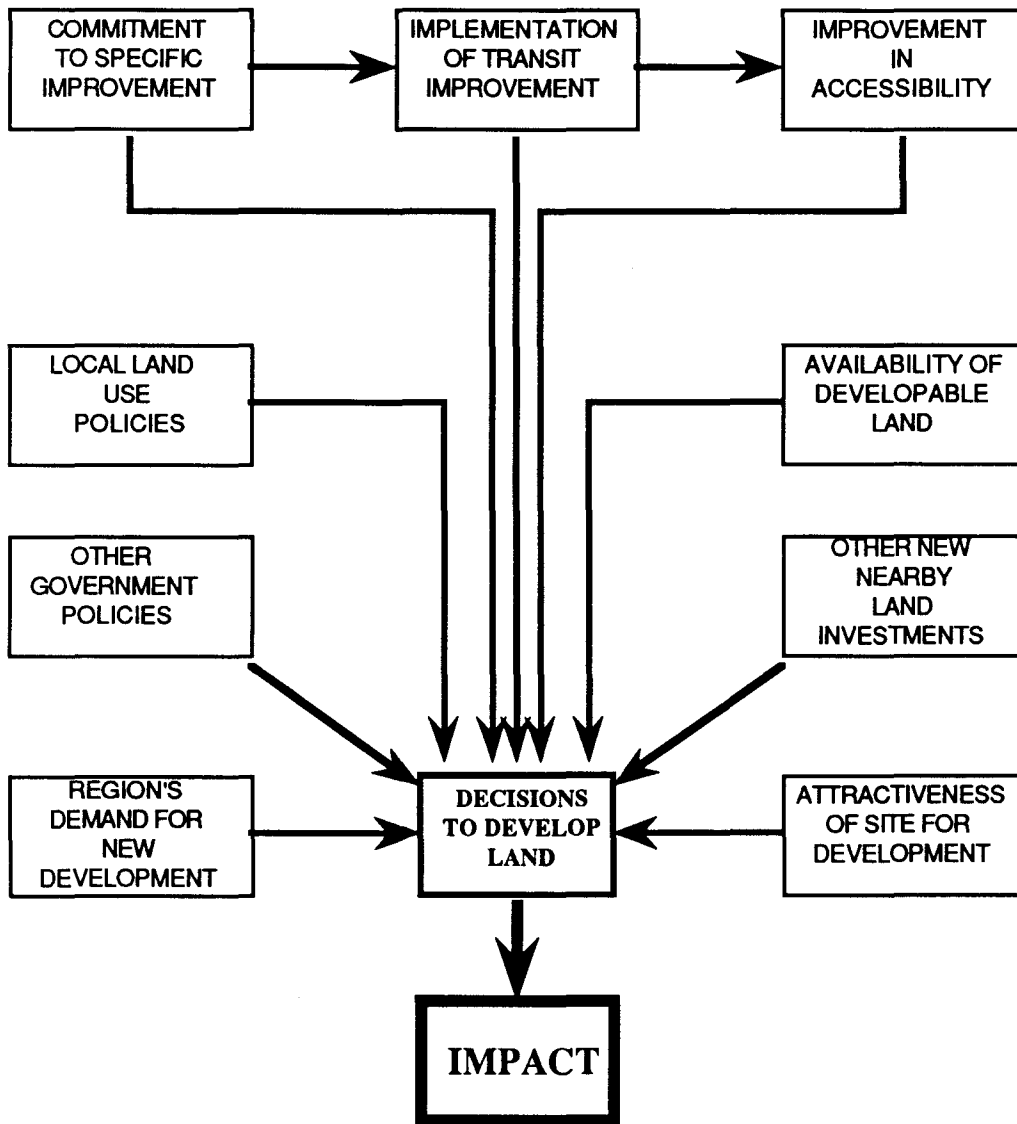 COMMITMENT
TO SPECIFIC
IMPROVEMENT
IMPLEMENTATION
OF TRANSIT
IMPROVEMENT
IMPROVEMENT
IN
ACCESSIBILITY
LOCAL LAND
USE
POLICIES
AVAILABILITY OF
DEVELOPABLE
LAND
OTHER
GOVERNMENT
POLICIES
OTHER NEW
NEARBY
LAND
INVESTMENTS
REGION'S
DEMAND FOR
NEW
DEVELOPMENT
DECISIONS
TO DEVELOP
LAND
ATTRACTIVENESS
OF SITE FOR
DEVELOPMENT
IMPACT